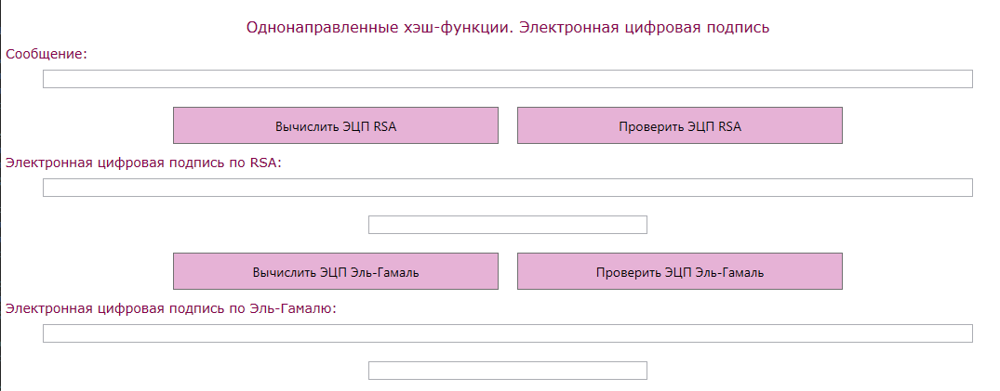 Однонаправленные хэш-функции. Электронная цифровая подпись
Сообщение:
Вычислить ЭЦП RSA
Проверить ЭЦП RSA
Электронная цифровая подпись по RSA:
Вычислить ЭЦП Эль-Гамаль
Проверить ЭЦП Эль-Гамаль
Электронная цифровая подпись по Эль-Гамалю: